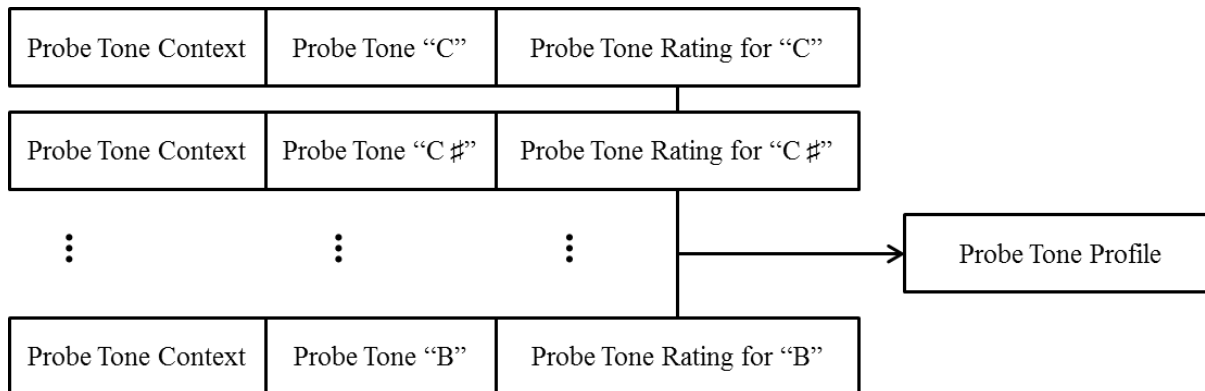 Probe Tone Context Probe Tone “C” Probe Tone Rating for “C”
Probe Tone Context Probe Tone “C ♯” Probe Tone Rating for “C ♯”
Probe Tone Profile
Probe Tone Context Probe Tone “B” Probe Tone Rating for “B”